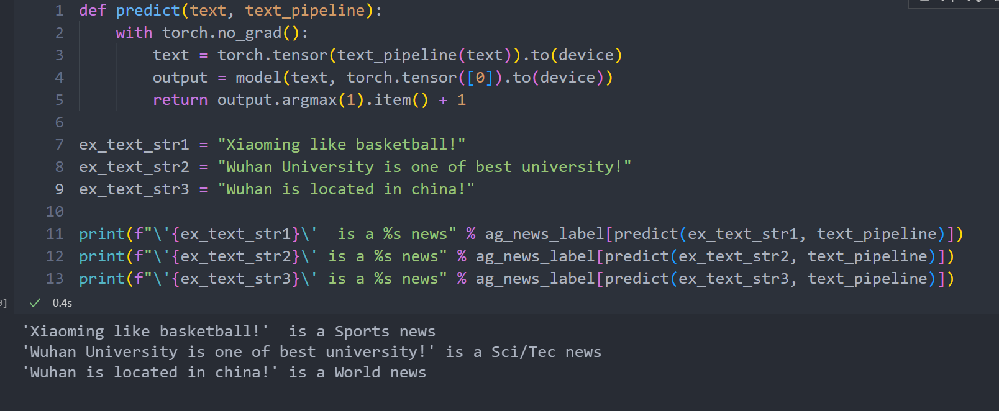 1 def predict(text, text_pipeline):
2     with torch.no_grad():
3         text = torch.tensor(text_pipeline(text)).to(device)
4         output = model(text, torch.tensor([0]).to(device))
5         return output.argmax(1).item() + 1
6
7 ex_text_str1 = "Xiaoming like basketball!"
8 ex_text_str2 = "Wuhan University is one of best university!"
9 ex_text_str3 = "Wuhan is located in china!"
10
11 print(f"\'{ex_text_str1}\'  is a %s news" % ag_news_label[predict(ex_text_str1, text_pipeline)])
12 print(f"\'{ex_text_str2}\' is a %s news" % ag_news_label[predict(ex_text_str2, text_pipeline)])
13 print(f"\'{ex_text_str3}\' is a %s news" % ag_news_label[predict(ex_text_str3, text_pipeline)])
✓ 0.4s
'Xiaoming like basketball!'  is a Sports news
'Wuhan University is one of best university!' is a Sci/Tec news
'Wuhan is located in china!' is a World news